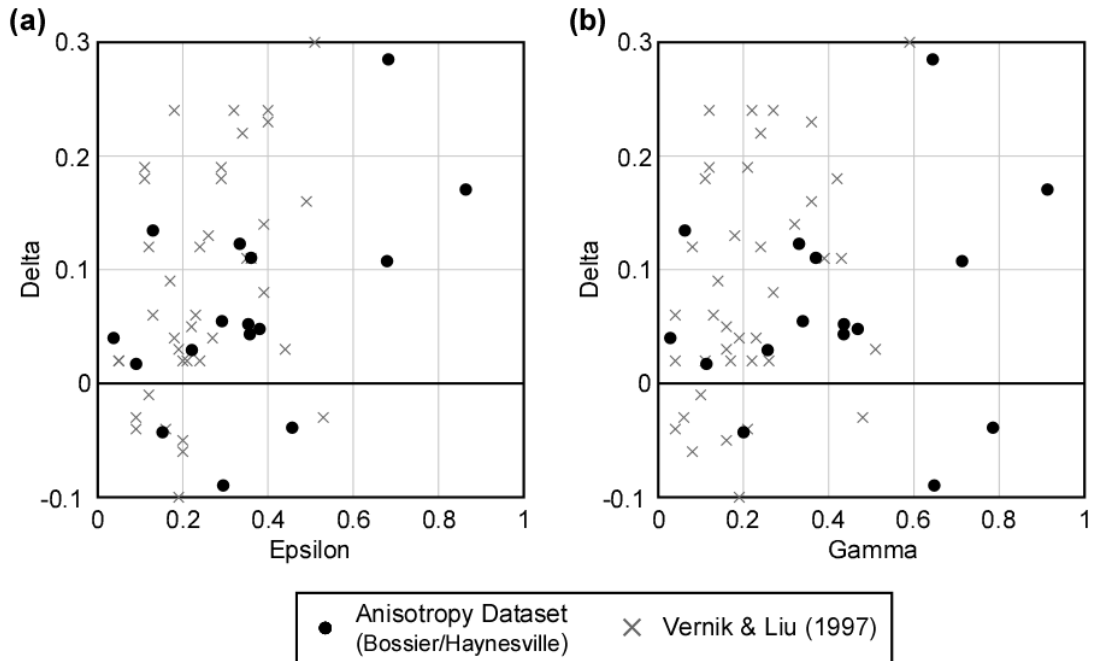 (a)
0.3
0.2
0.1
0
-0.1
Delta
0 0.2 0.4 0.6 0.8 1
Epsilon
(b)
0.3
0.2
0.1
0
-0.1
Delta
0 0.2 0.4 0.6 0.8 1
Gamma
Anisotropy Dataset
(Bossier/Haynesville)
Vernik & Liu (1997)